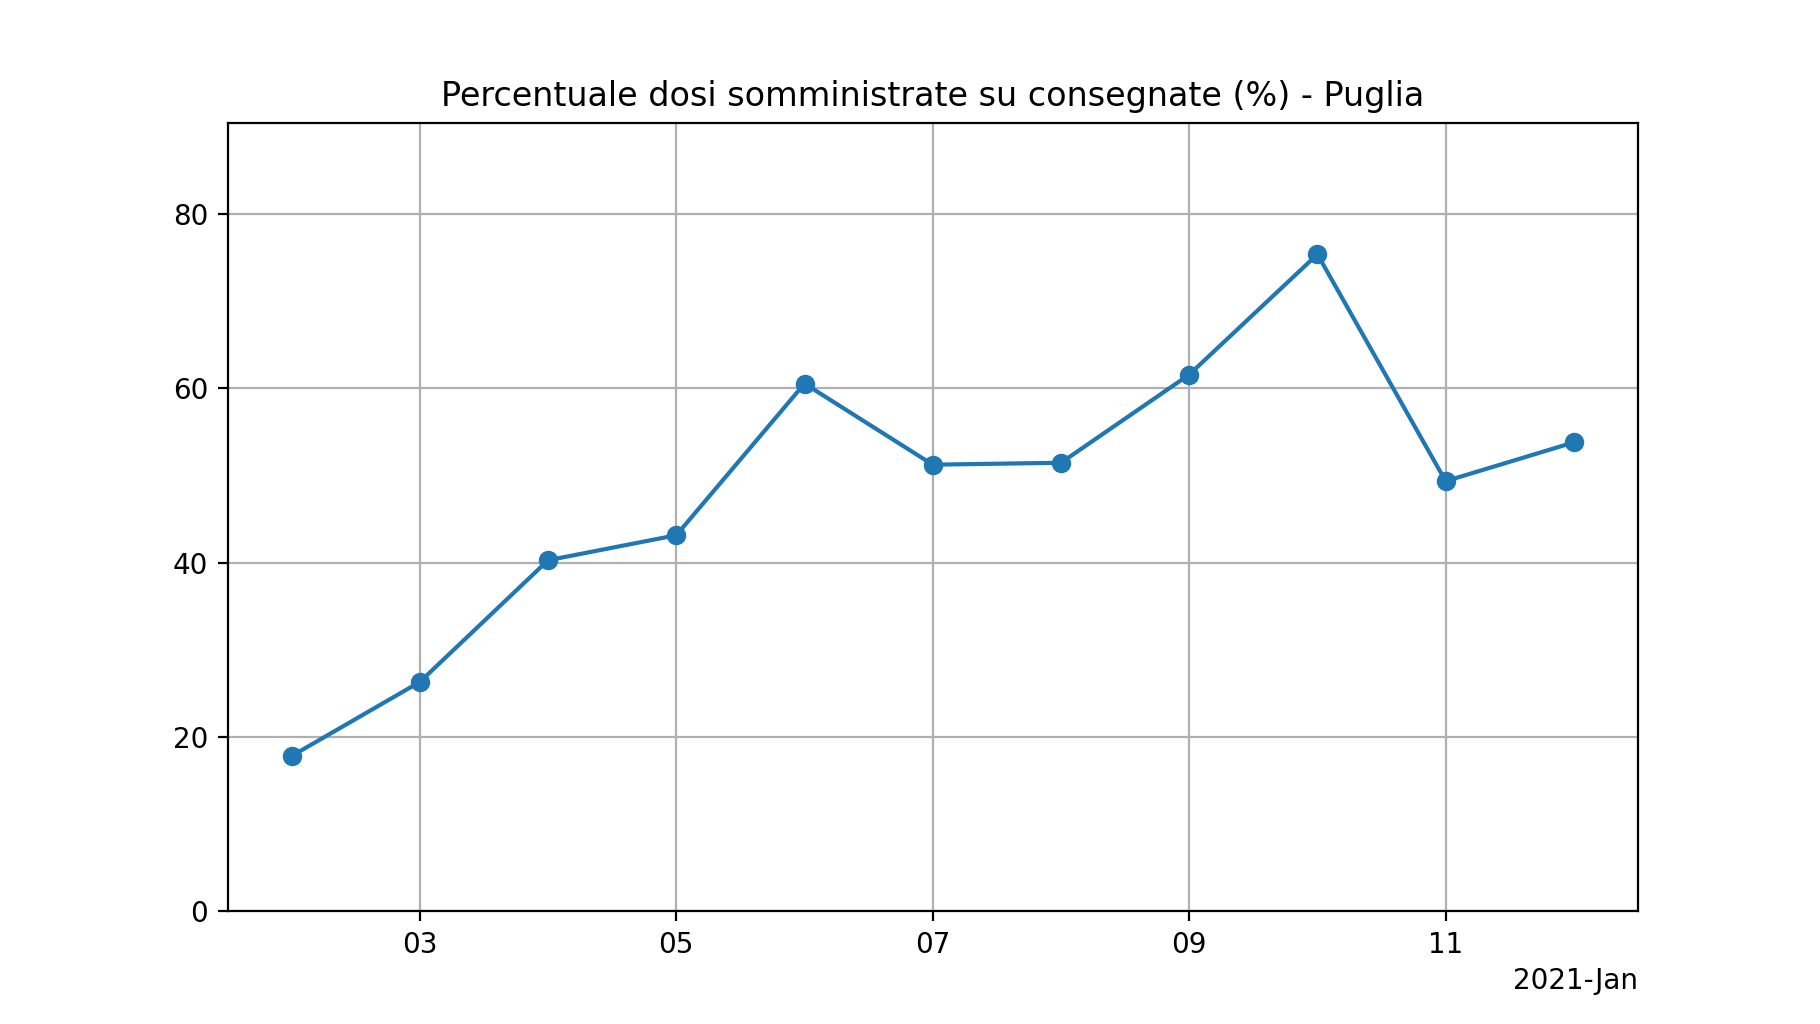 Percentuale dosi somministrate su consegnate (%) - Puglia
80
60
40
20
0
03 05 07 09 11
2021-Jan